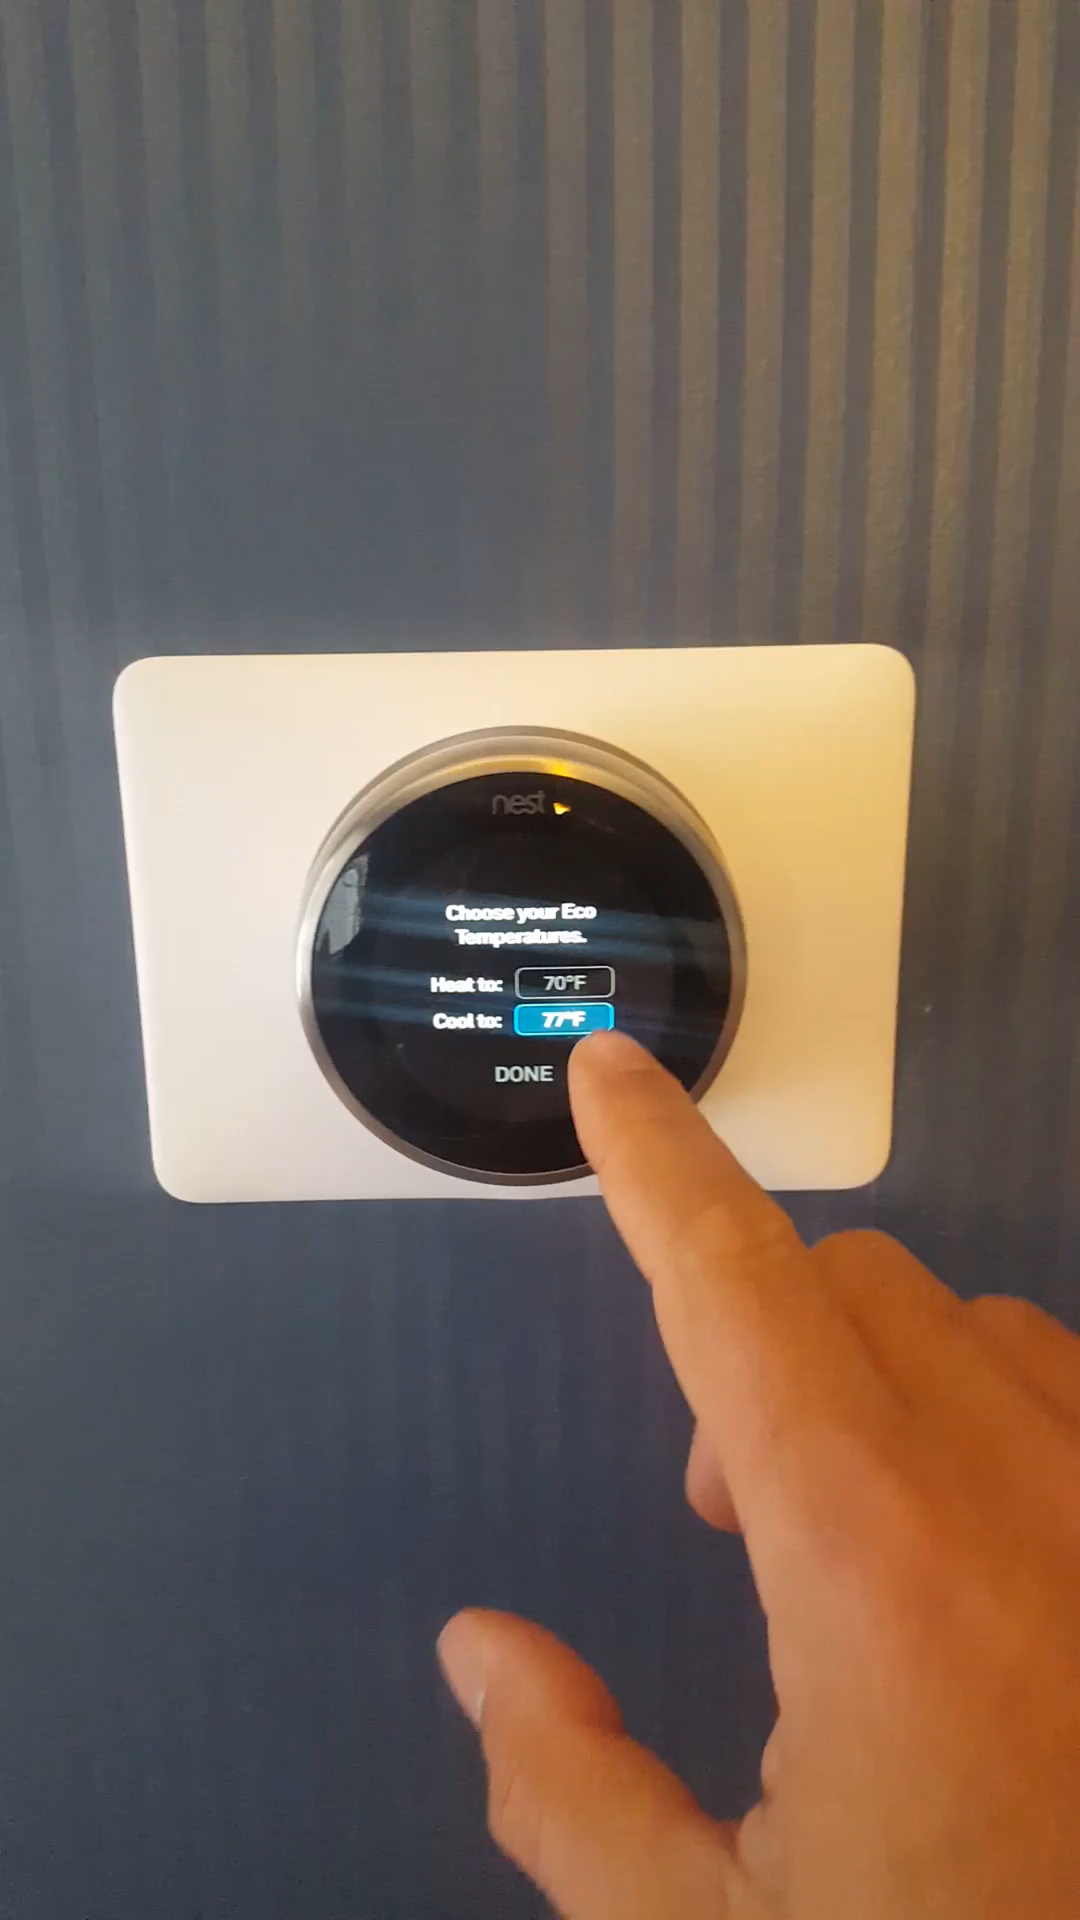 nest
Choose your Eco
Temperatures.
Heat to: 70°F
Cool to: 77°F
DONE